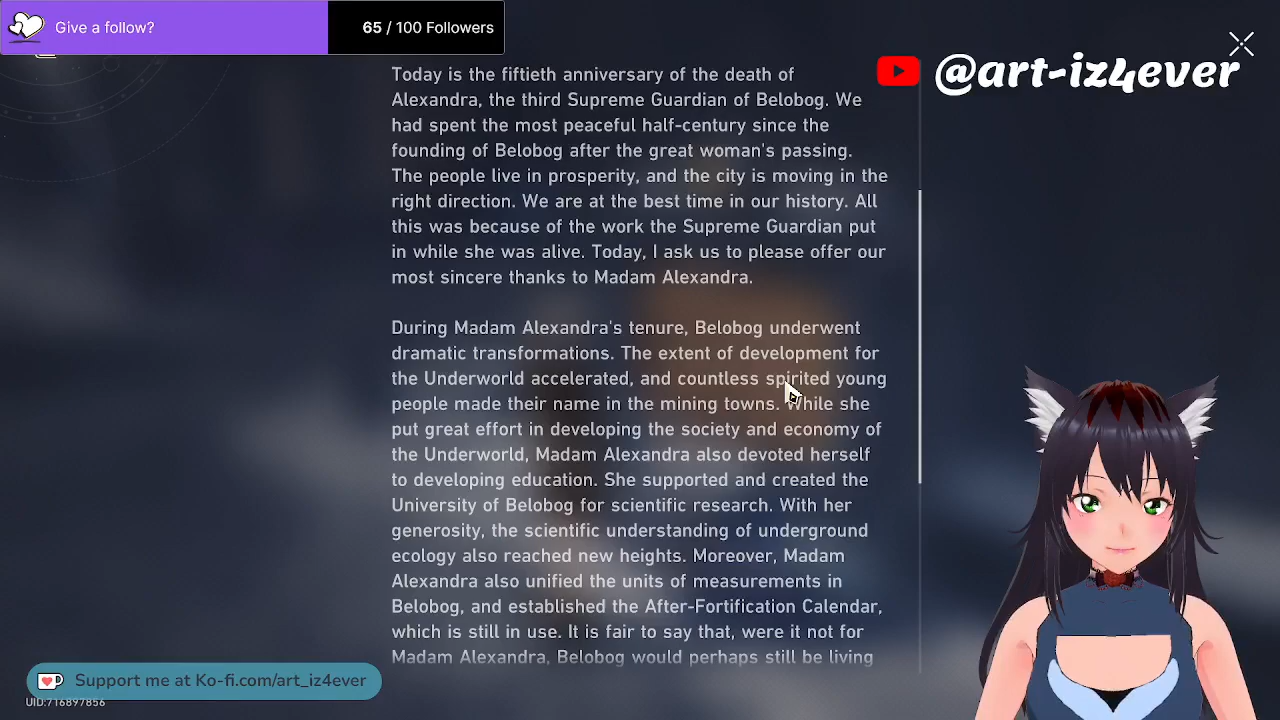 Give a follow?
65 / 100 Followers
@art-iz4ever
Today is the fiftieth anniversary of the death of
Alexandra, the third Supreme Guardian of Belobog. We
had spent the most peaceful half-century since the
founding of Belobog after the great woman's passing.
The people live in prosperity, and the city is moving in the
right direction. We are at the best time in our history. All
this was because of the work the Supreme Guardian put
in while she was alive. Today, I ask us to please offer our
most sincere thanks to Madam Alexandra.
During Madam Alexandra's tenure, Belobog underwent
dramatic transformations. The extent of development for
the Underworld accelerated, and countless spirited young
people made their name in the mining towns. While she
put great effort in developing the society and economy of
the Underworld, Madam Alexandra also devoted herself
to developing education. She supported and created the
University of Belobog for scientific research. With her
generosity, the scientific understanding of underground
ecology also reached new heights. Moreover, Madam
Alexandra also unified the units of measurements in
Belobog, and established the After-Fortification Calendar,
which is still in use. It is fair to say that, were it not for
Madam Alexandra, Belobog would perhaps still be living
Support me at Ko-fi.com/art_iz4ever
UID:716897856